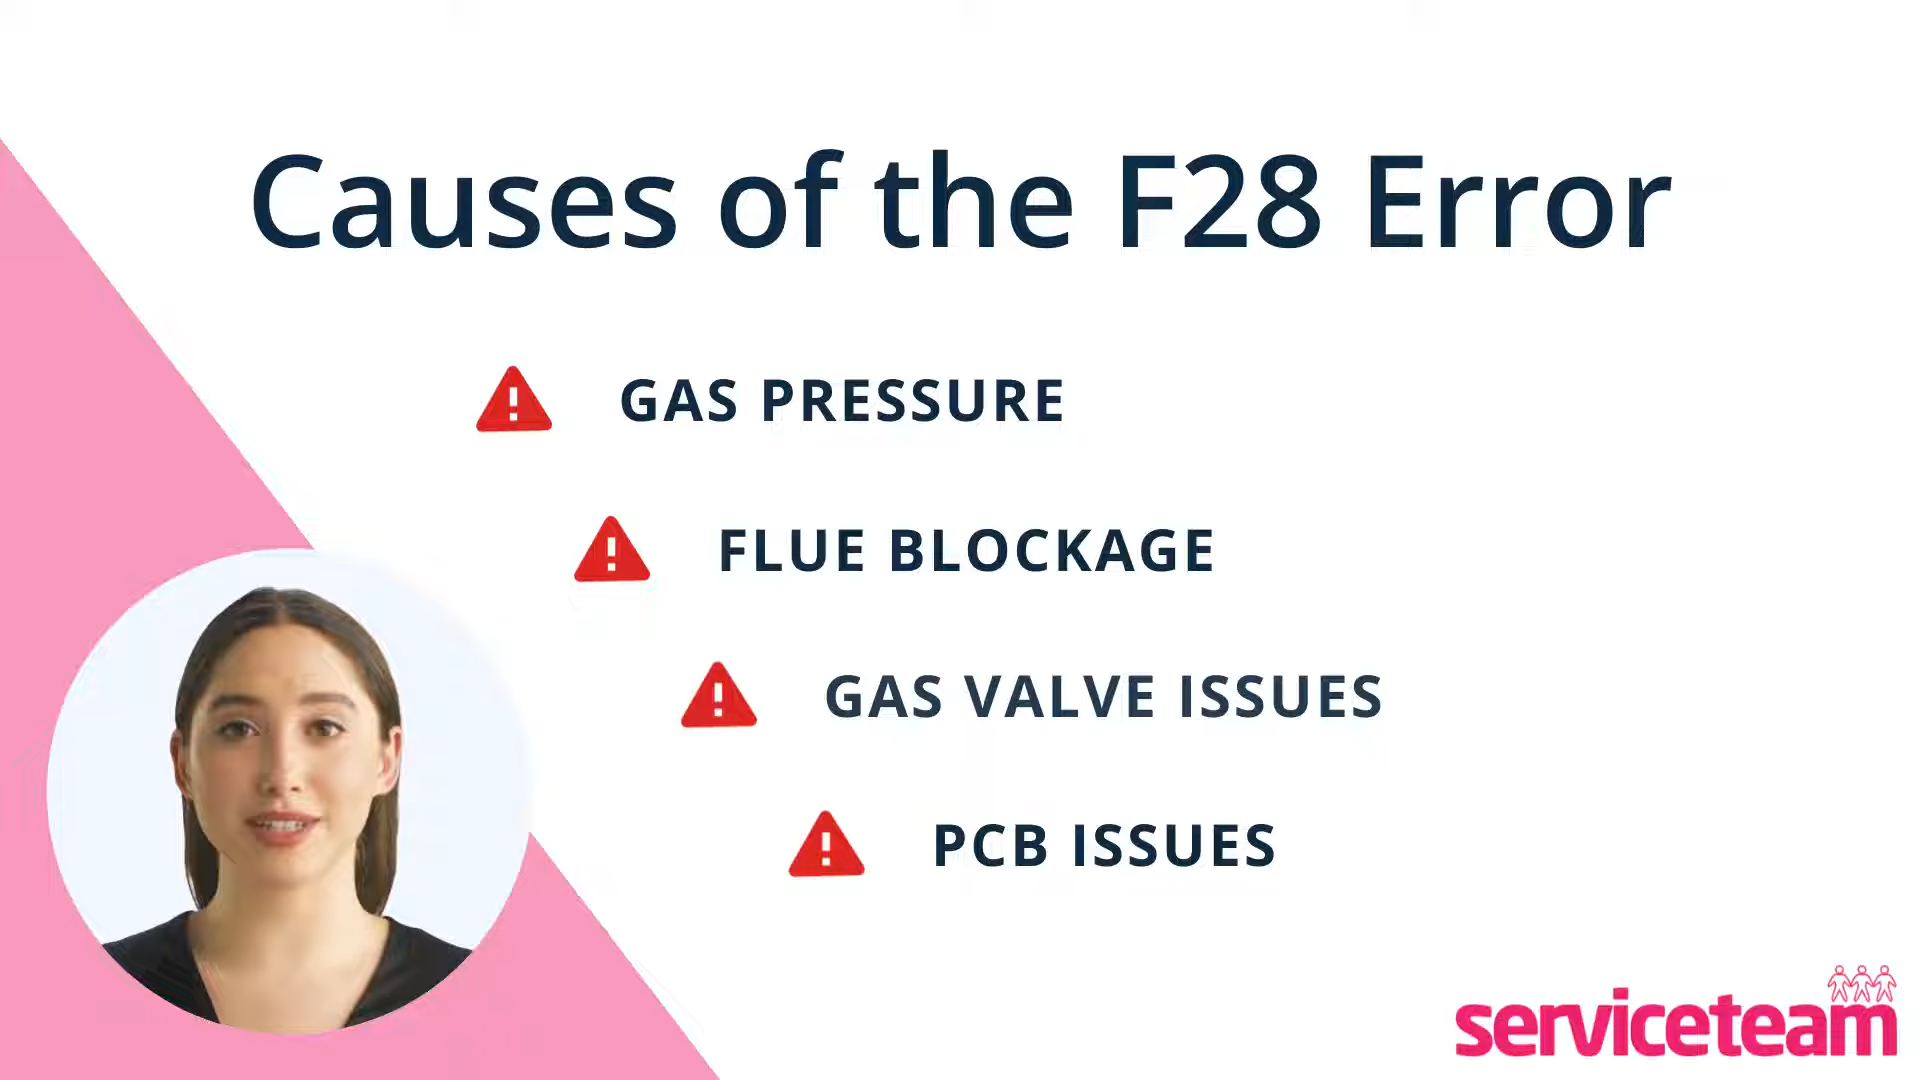 Causes of the F28 Error
GAS PRESSURE
FLUE BLOCKAGE
GAS VALVE ISSUES
PCB ISSUES
serviceteam